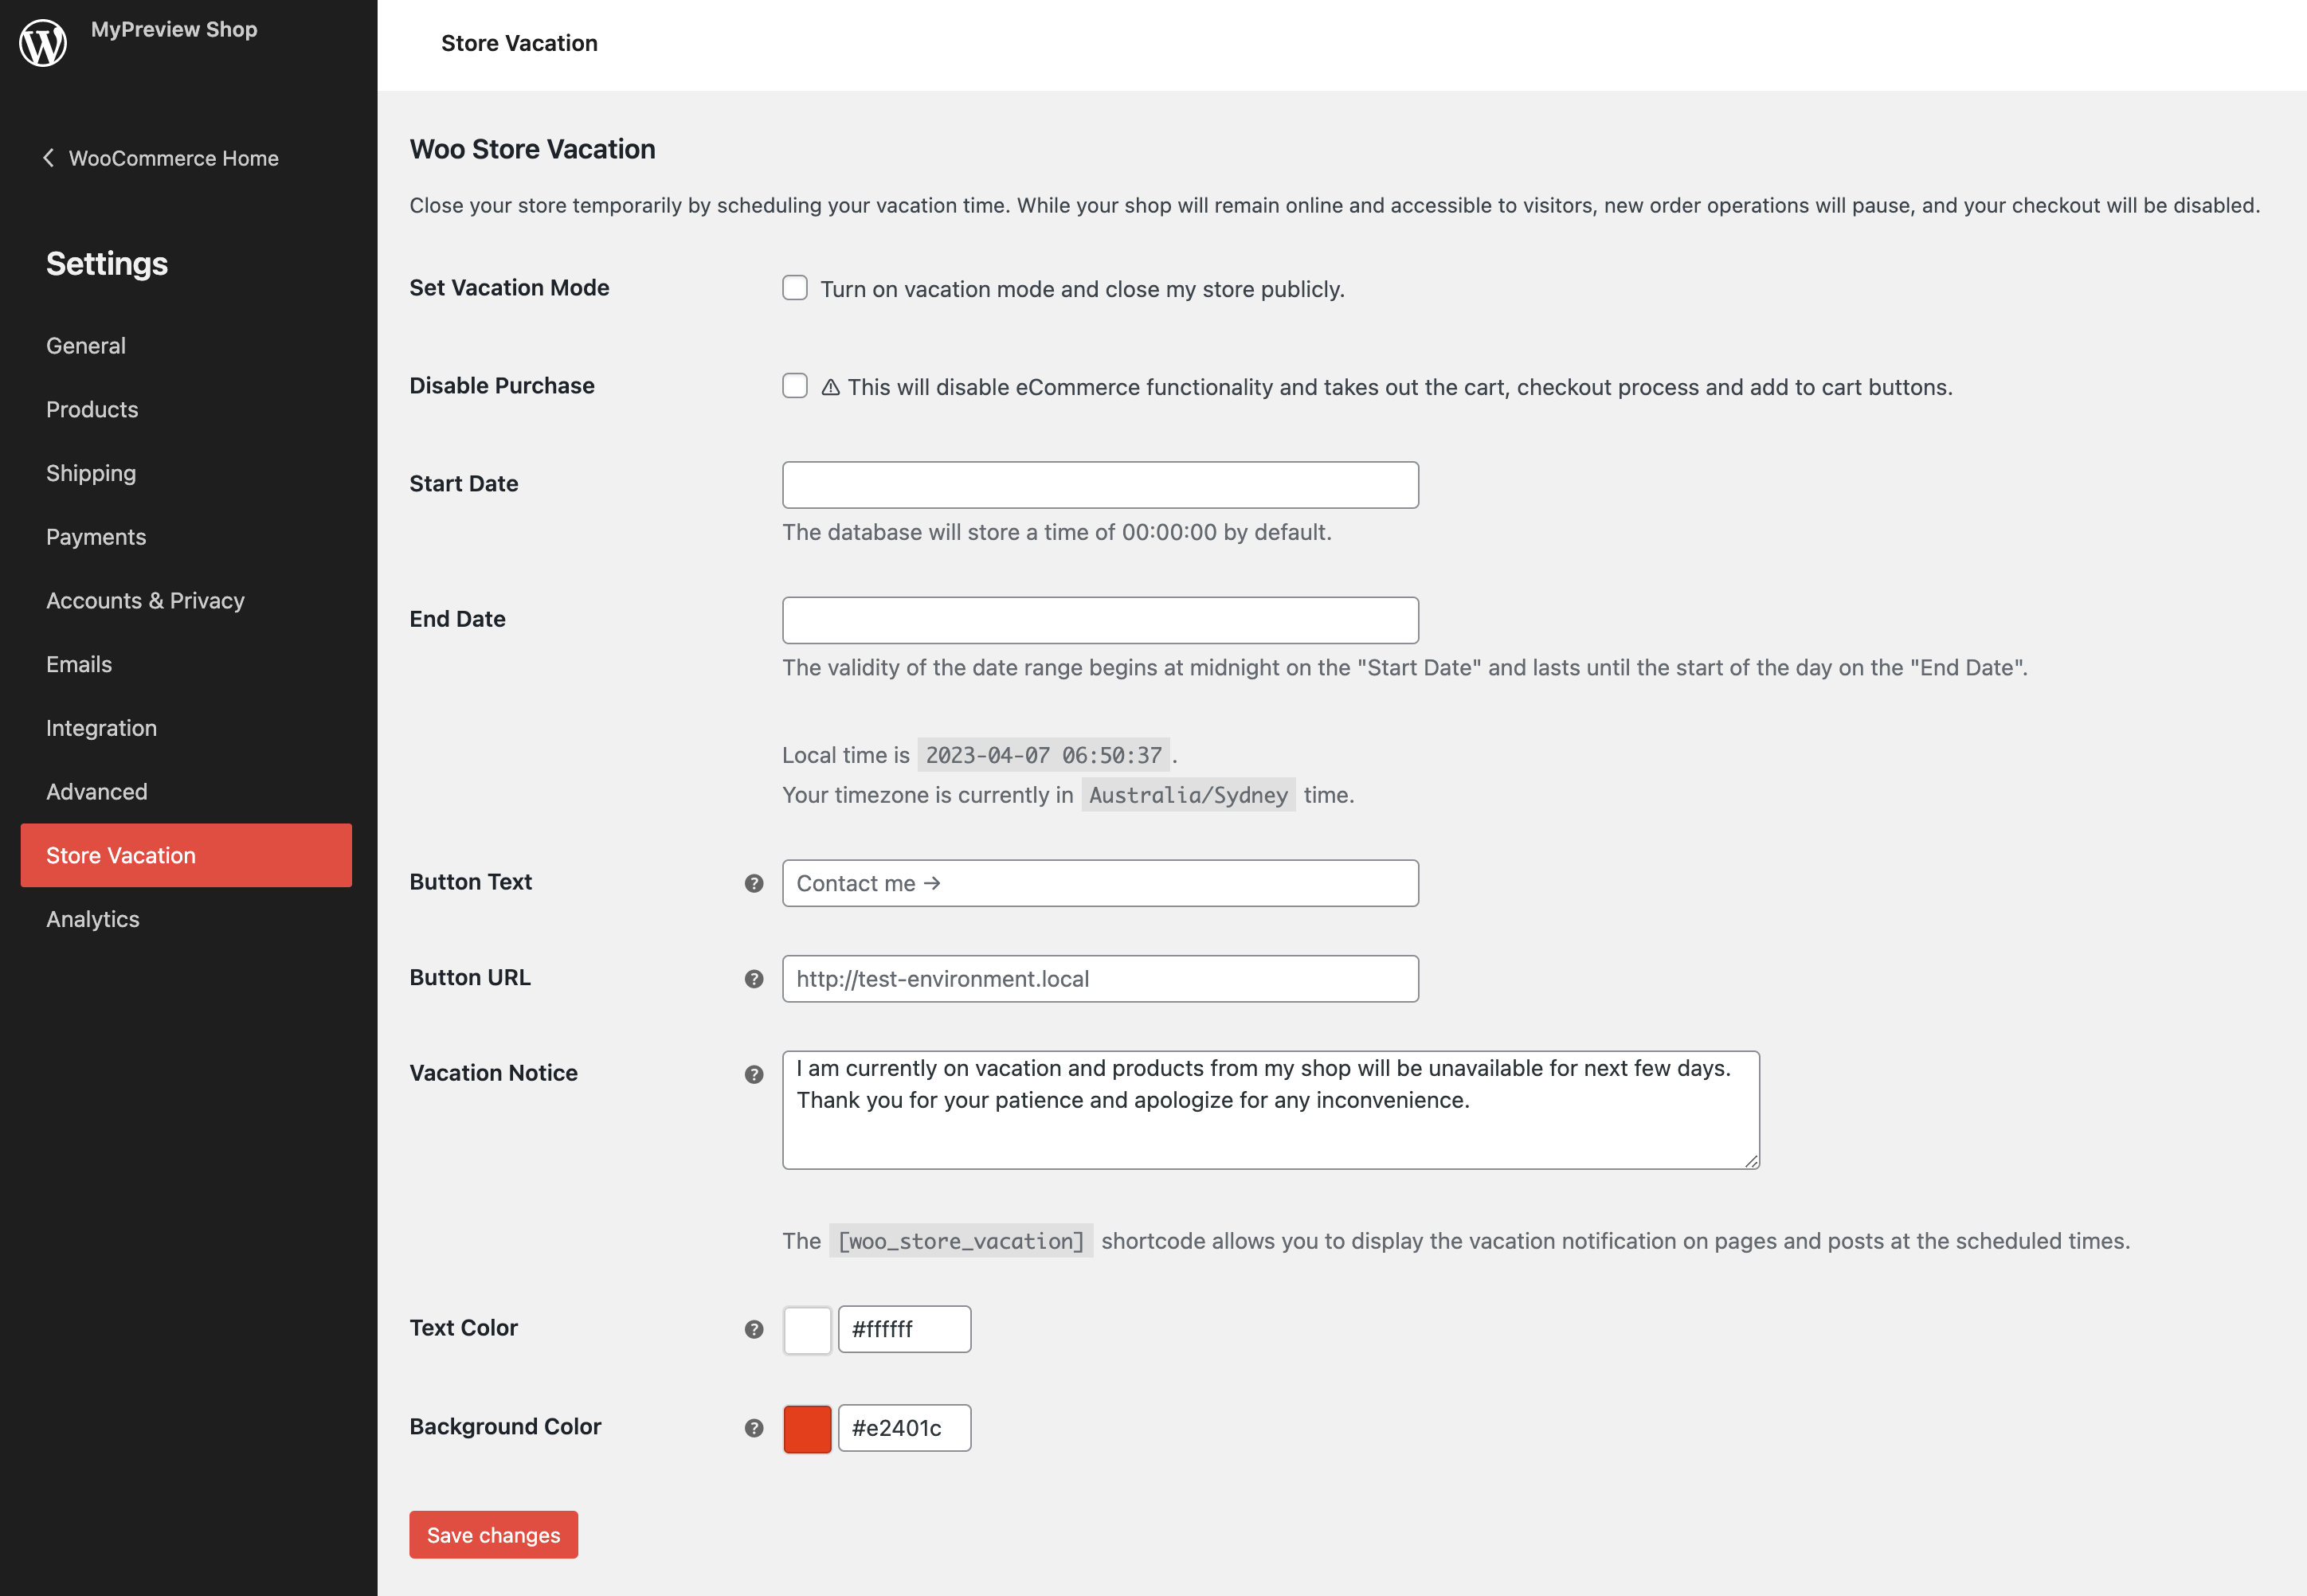 MyPreview Shop
WooCommerce Home
Settings
General
Products
Shipping
Payments
Accounts & Privacy
Emails
Integration
Advanced
Store Vacation
Analytics
Store Vacation
Woo Store Vacation
Close your store temporarily by scheduling your vacation time. While your shop will remain online and accessible to visitors, new order operations will pause, and your checkout will be disabled.
Set Vacation Mode
Turn on vacation mode and close my store publicly.
Disable Purchase
⚠ This will disable eCommerce functionality and takes out the cart, checkout process and add to cart buttons.
Start Date
The database will store a time of 00:00:00 by default.
End Date
The validity of the date range begins at midnight on the "Start Date" and lasts until the start of the day on the "End Date".
Local time is 2023-04-07 06:50:37.
Your timezone is currently in Australia/Sydney time.
Button Text
Contact me →
Button URL
http://test-environment.local
Vacation Notice
I am currently on vacation and products from my shop will be unavailable for next few days.
Thank you for your patience and apologize for any inconvenience.
The [woo_store_vacation] shortcode allows you to display the vacation notification on pages and posts at the scheduled times.
Text Color
#ffffff
Background Color
#e2401c
Save changes